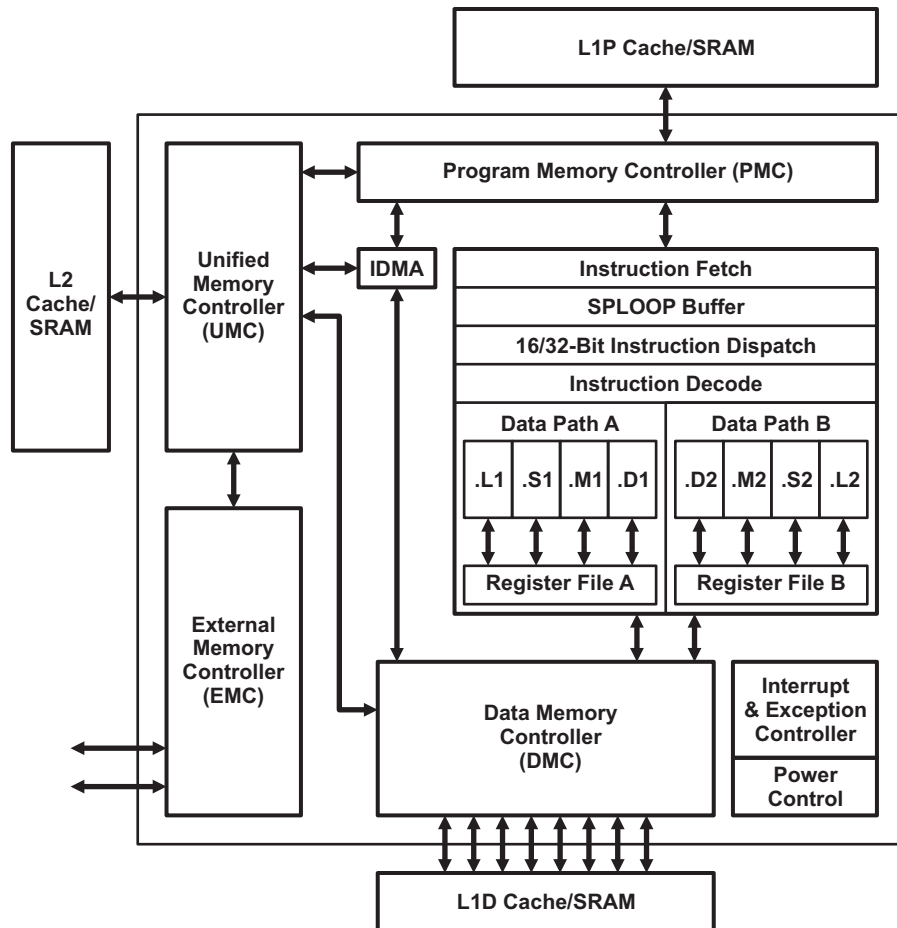 L1P Cache/SRAM
Program Memory Controller (PMC)
L2
Cache/
SRAM
Unified
Memory
Controller
(UMC)
IDMA
Instruction Fetch
SPLOOP Buffer
16/32-Bit Instruction Dispatch
Instruction Decode
Data Path A
Data Path B
.L1 .S1 .M1 .D1
.D2 .M2 .S2 .L2
Register File A
Register File B
External
Memory
Controller
(EMC)
Data Memory
Controller
(DMC)
Interrupt
& Exception
Controller
Power
Control
L1D Cache/SRAM